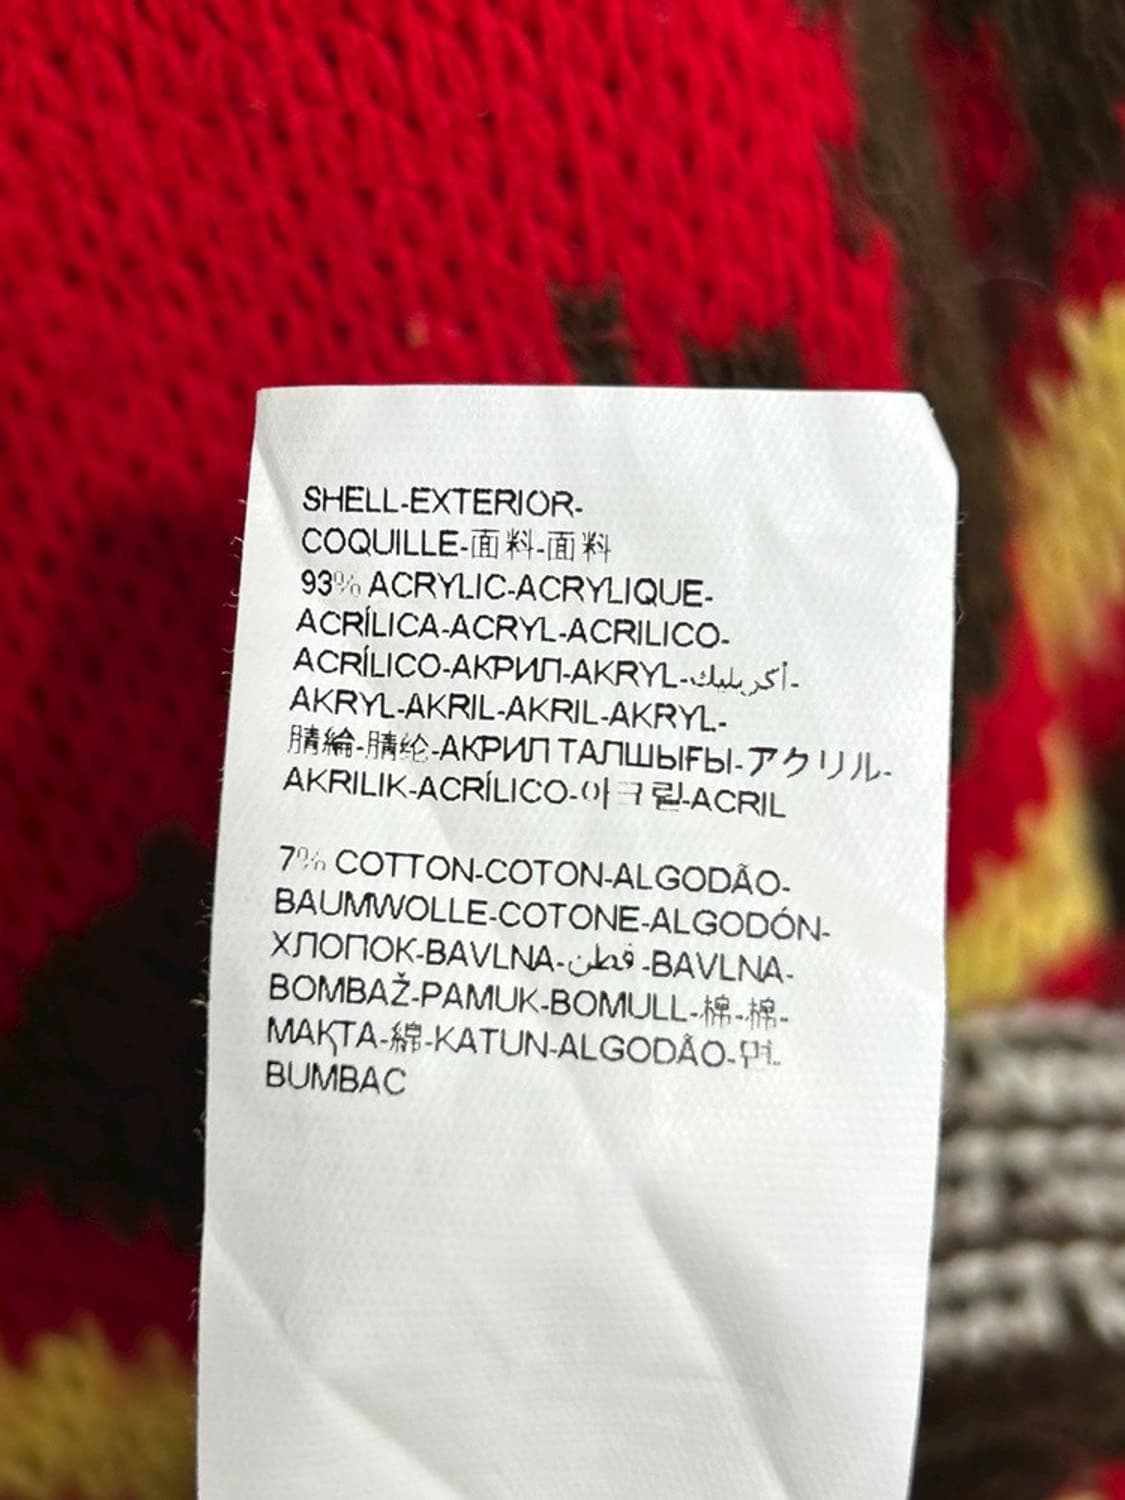 SHELL-EXTERIOR-
COQUILLE-面料-面料
93% ACRYLIC-ACRYLIQUE-
ACRÍLICA-ACRYL-ACRILICO-
ACRÍLICO-АКРИЛ-AKRYL-أكريليك-
AKRYL-AKRIL-AKRIL-AKRYL-
腈綸-腈纶-АКРИЛ ТАЛШЫҒЫ-アクリル-
AKRILIK-ACRÍLICO-아크릴-ACRIL
7% COTTON-COTON-ALGODÃO-
BAUMWOLLE-COTONE-ALGODÓN-
ХЛОПОК-BAVLNA-قطن-BAVLNA-
BOMBAŽ-PAMUK-BOMULL-棉-棉-
МАҚТА-綿-KATUN-ALGODÃO-면-
BUMBAC